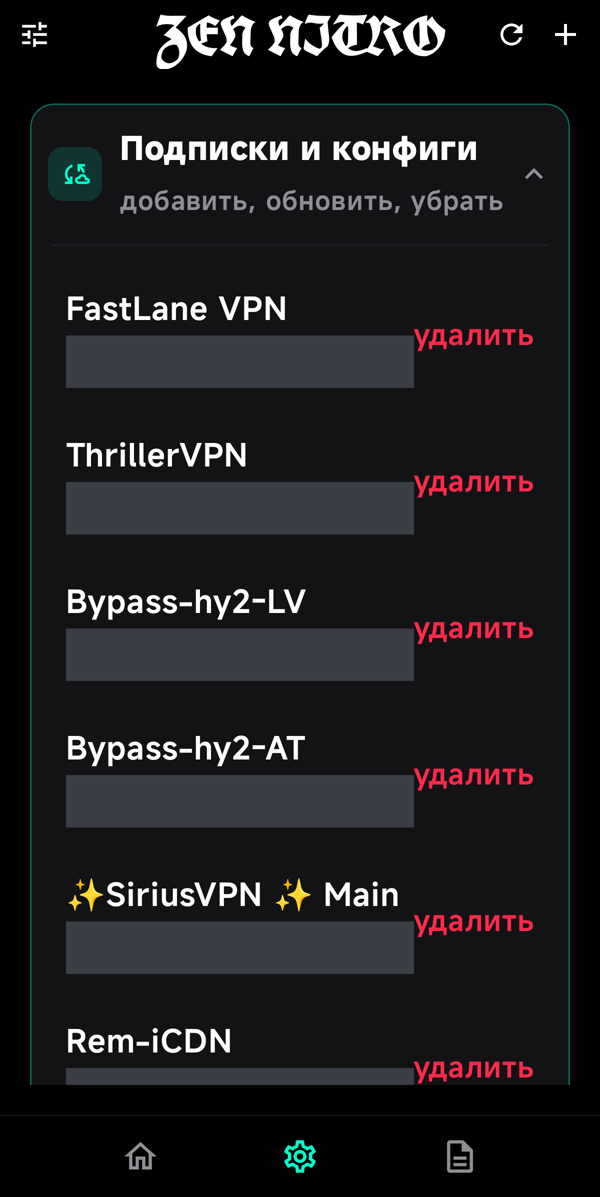 ZEN NITRO
Подписки и конфиги
добавить, обновить, убрать
FastLane VPN
удалить
ThrillerVPN
удалить
Bypass-hy2-LV
удалить
Bypass-hy2-AT
удалить
✨SiriusVPN ✨ Main
удалить
Rem-iCDN
удалить